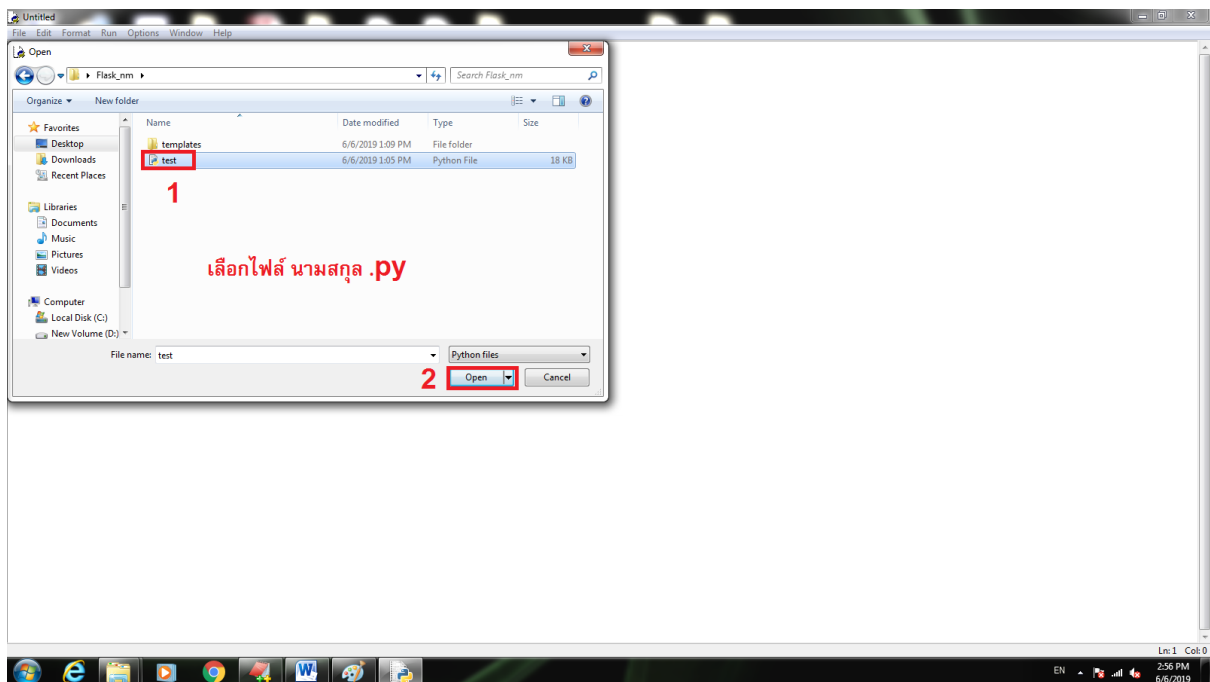 Untitled
File Edit Format Run Options Window Help
Open
Flask_nm
Search Flask_nm
Organize New folder
Name Date modified Type Size
Favorites
Desktop
Downloads
Recent Places
templates 6/6/2019 1:09 PM File folder
test 6/6/2019 1:05 PM Python File 18 KB
1
Libraries
Documents
Music
Pictures
Videos
เลือกไฟล์ นามสกุล .py
Computer
Local Disk (C:)
New Volume (D:)
File name: test Python files
2 Open Cancel
Ln: 1 Col: 0
EN 2:56 PM
6/6/2019